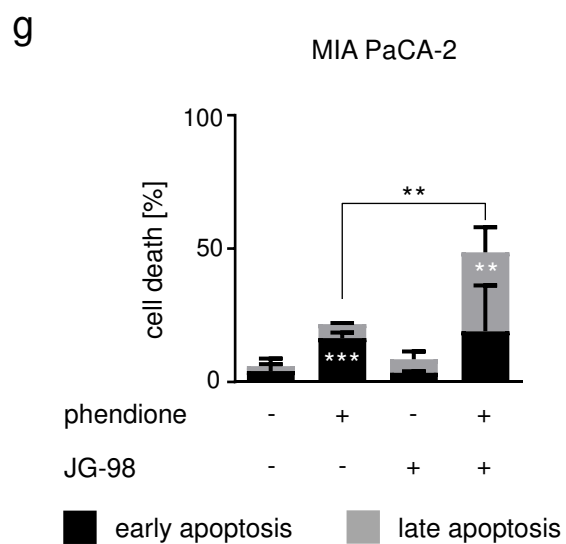 g
MIA PaCA-2
100
**
cell death [%]
50
**
***
0
phendione - + - +
JG-98 - - + +
early apoptosis late apoptosis